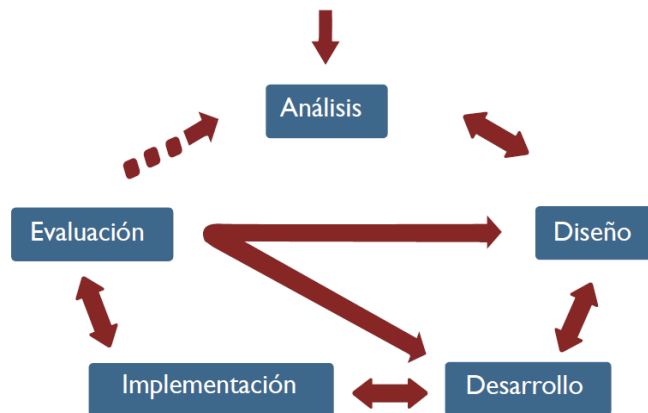 Análisis
Evaluación
Diseño
Implementación
Desarrollo